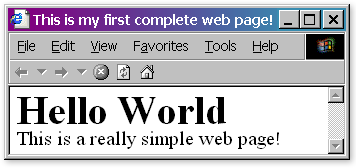 This is my first complete web page!
File Edit View Favorites Tools Help
Hello World
This is a really simple web page!